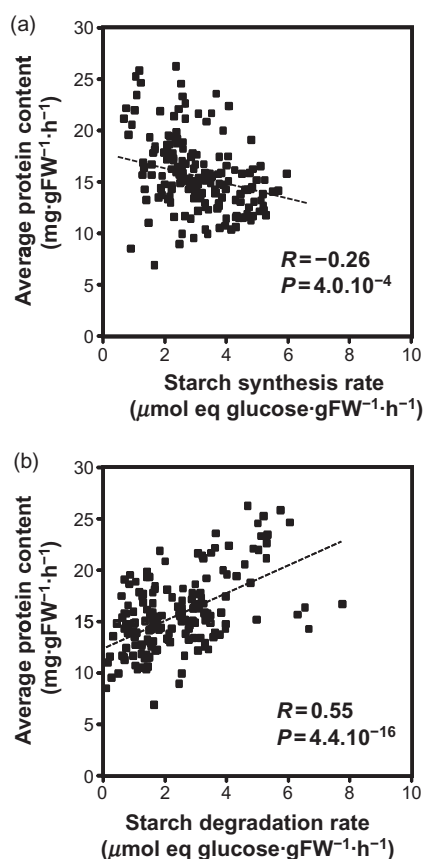 (a)
30
25
20
15
10
5
0
Average protein content
(mg·gFW⁻¹·h⁻¹)
R=−0.26
P=4.0.10⁻⁴
0 2 4 6 8 10
Starch synthesis rate
(μmol eq glucose·gFW⁻¹·h⁻¹)
(b)
30
25
20
15
10
5
0
Average protein content
(mg·gFW⁻¹·h⁻¹)
R=0.55
P=4.4.10⁻¹⁶
0 2 4 6 8 10
Starch degradation rate
(μmol eq glucose·gFW⁻¹·h⁻¹)